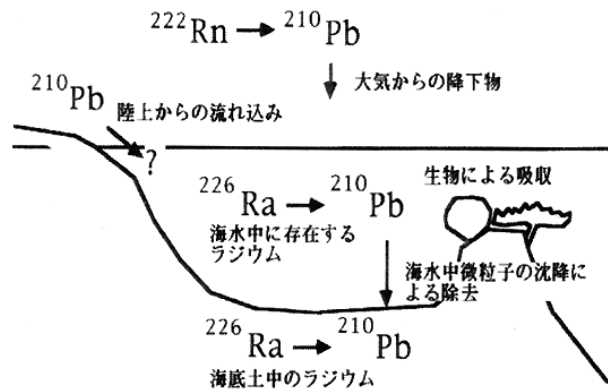 ²²²Rn → ²¹⁰Pb
大気からの降下物
²¹⁰Pb
陸上からの流れ込み
?
生物による吸収
²²⁶Ra → ²¹⁰Pb
海水中に存在する
ラジウム
海水中微粒子の沈降に
よる除去
²²⁶Ra → ²¹⁰Pb
海底土中のラジウム